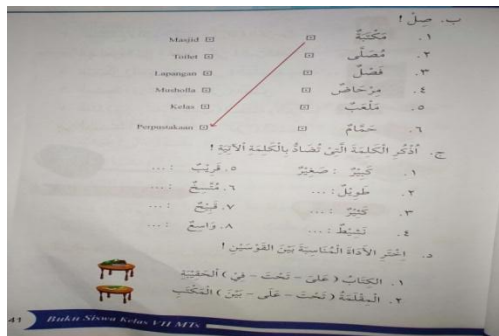 ب. صِلْ !
١. مَكْتَبَةٌ Masjid
٢. مُصَلَّى Toilet
٣. فَصْلٌ Lapangan
٤. مِرْحَاضٌ Musholla
٥. مَلْعَبٌ Kelas
٦. حَمَّامٌ Perpustakaan
ج. اُذْكُرِ الْكَلِمَةَ الَّتِيْ تُضَادُّ بِالْكَلِمَةِ الْآتِيَةِ !
١. كَبِيْرٌ : صَغِيْرٌ ٥. قَرِيْبٌ : ...
٢. طَوِيْلٌ : ... ٦. مُتَّسِخٌ : ...
٣. كَثِيْرٌ : ... ٧. قَبِيْحٌ : ...
٤. نَشِيْطٌ : ... ٨. وَاسِعٌ : ...
د. اِخْتَرِ الْأَدَاةَ الْمُنَاسِبَةَ بَيْنَ الْقَوْسَيْنِ !
١. الْكِتَابُ ( عَلَى - تَحْتَ - فِيْ ) الْحَقِيْبَةِ
٢. الْمِقْلَمَةُ ( تَحْتَ - عَلَى - بَيْنَ ) الْمَكْتَبِ
41 Buku Siswa Kelas VII MTs